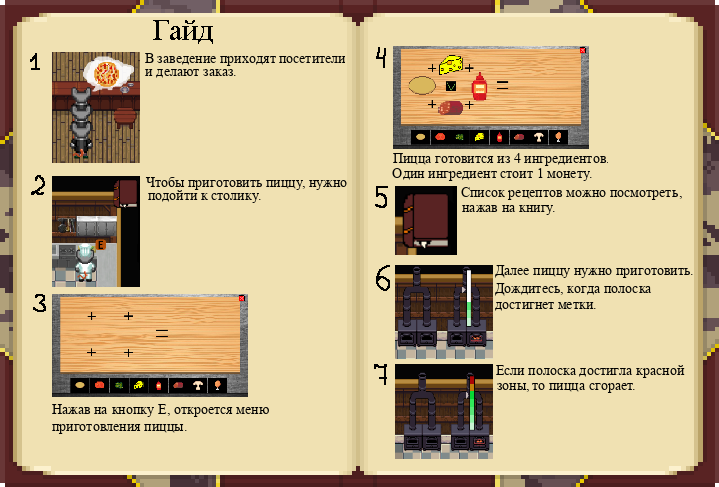 Гайд
1
В заведение приходят посетители
и делают заказ.
2
Чтобы приготовить пиццу, нужно
подойти к столику.
E
3
+ +
=
+ +
Нажав на кнопку E, откроется меню
приготовления пиццы.
4
+ +
=
+ +
Пицца готовится из 4 ингредиентов.
Один ингредиент стоит 1 монету.
5
Список рецептов можно посмотреть,
нажав на книгу.
6
Далее пиццу нужно приготовить.
Дождитесь, когда полоска
достигнет метки.
7
Если полоска достигла красной
зоны, то пицца сгорает.